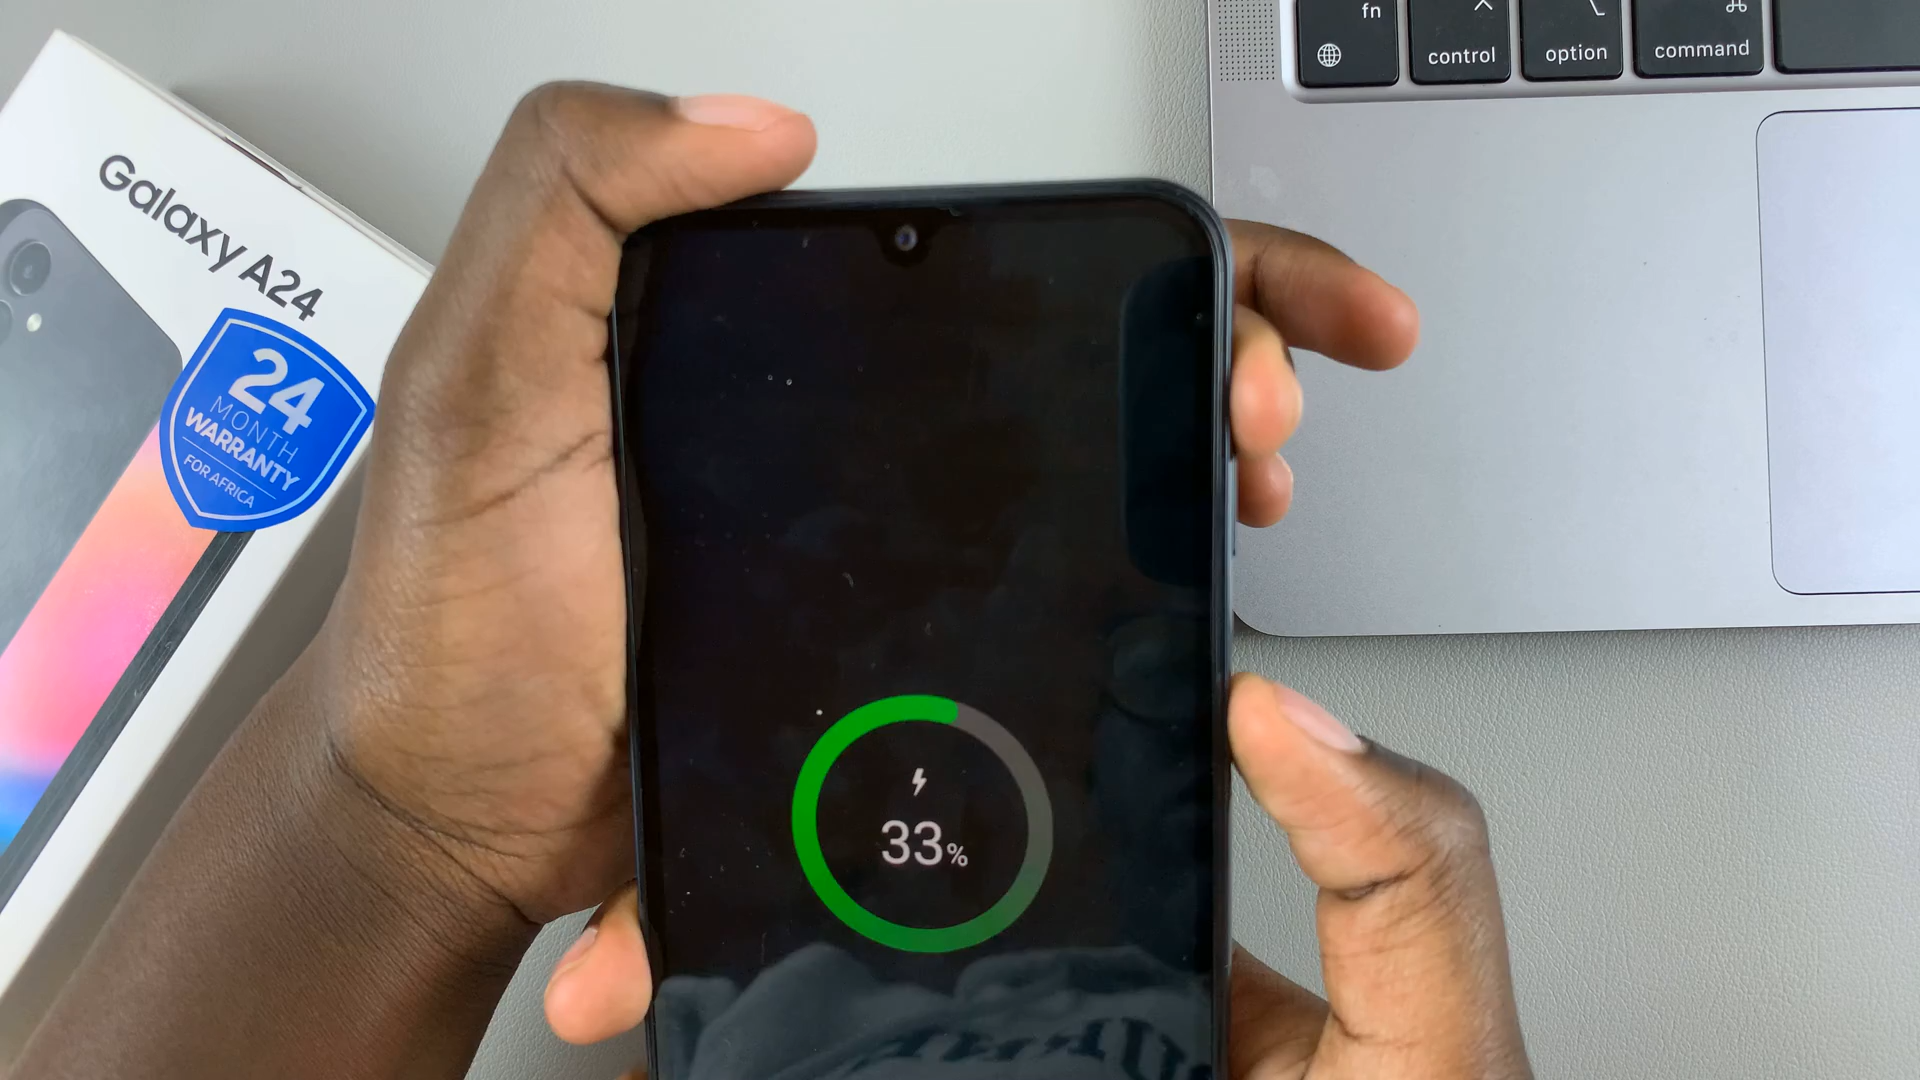 Galaxy A24
24
MONTH
WARRANTY
FOR AFRICA
33%
fn
control
option
command